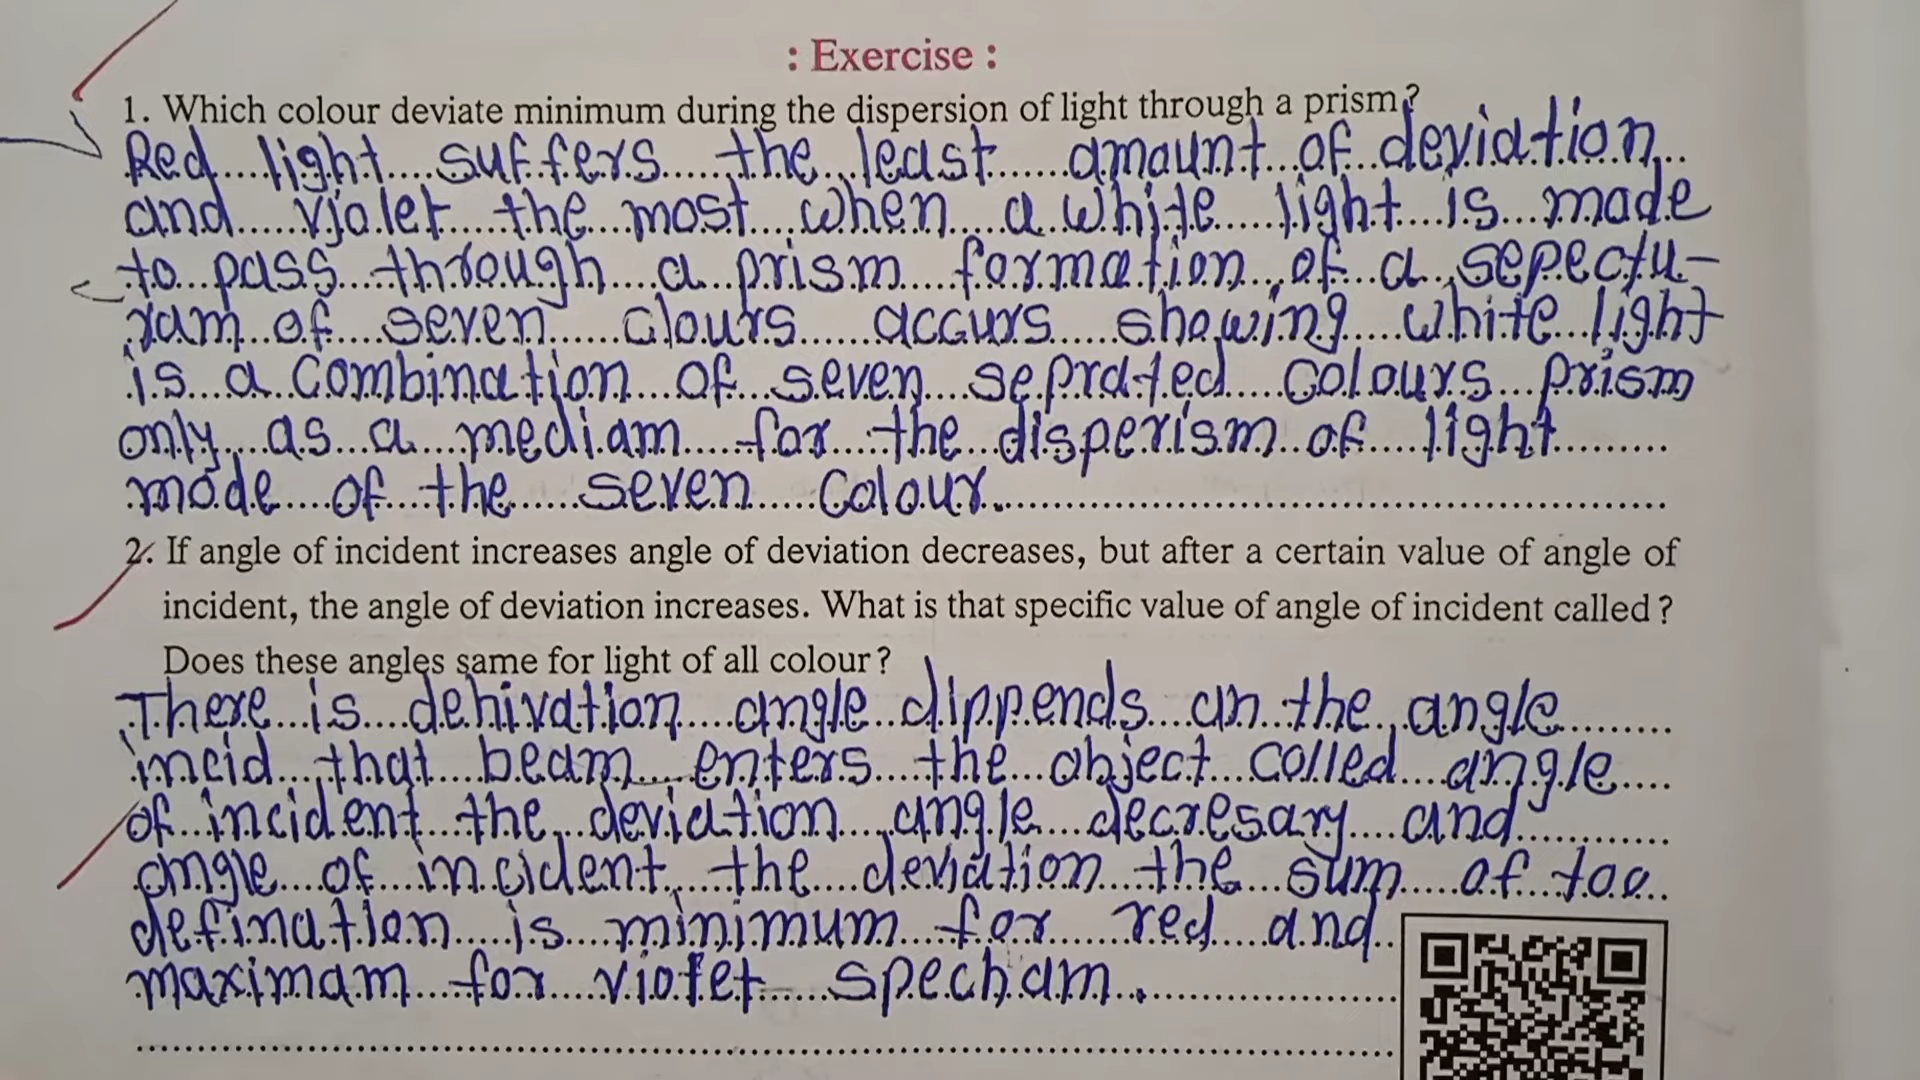 : Exercise :
1. Which colour deviate minimum during the dispersion of light through a prism?
Red light suffers the least amaunt of deviation
and violet the most when a white light is made
to pass through a prism formation of a sepectu-
ram of seven clours accurs showing white light
is a combination of seven seprated colours prism
only as a mediam for the disperism of light
made of the seven colour.
2. If angle of incident increases angle of deviation decreases, but after a certain value of angle of
incident, the angle of deviation increases. What is that specific value of angle of incident called?
Does these angles same for light of all colour?
There is dehivation angle dippends an the angle
incid that beam enters the object colled angle
of incident the deviation angle decresary and
angle of incident, the deviation the sum of too
defination is minimum for red and
maximam for violet specham.